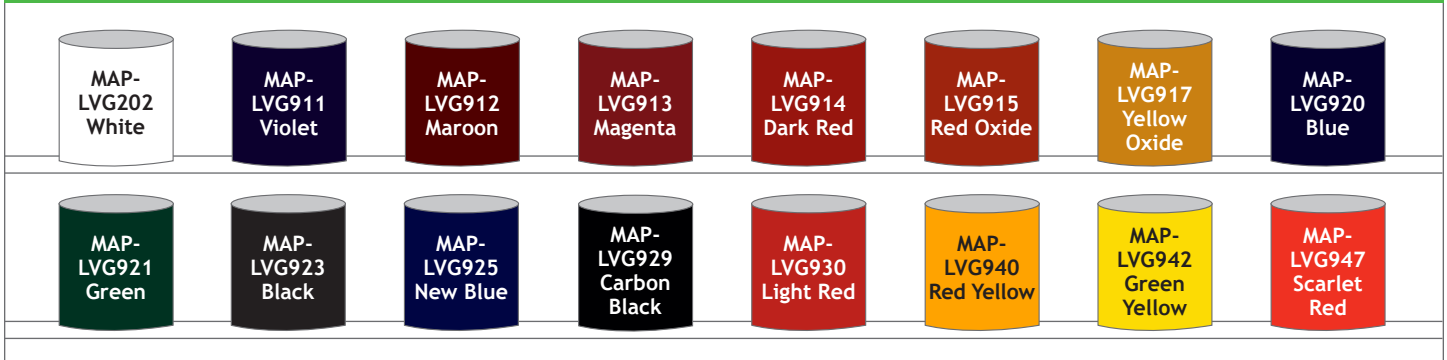 MAP-
LVG202
White
MAP-
LVG911
Violet
MAP-
LVG912
Maroon
MAP-
LVG913
Magenta
MAP-
LVG914
Dark Red
MAP-
LVG915
Red Oxide
MAP-
LVG917
Yellow
Oxide
MAP-
LVG920
Blue
MAP-
LVG921
Green
MAP-
LVG923
Black
MAP-
LVG925
New Blue
MAP-
LVG929
Carbon
Black
MAP-
LVG930
Light Red
MAP-
LVG940
Red Yellow
MAP-
LVG942
Green
Yellow
MAP-
LVG947
Scarlet
Red